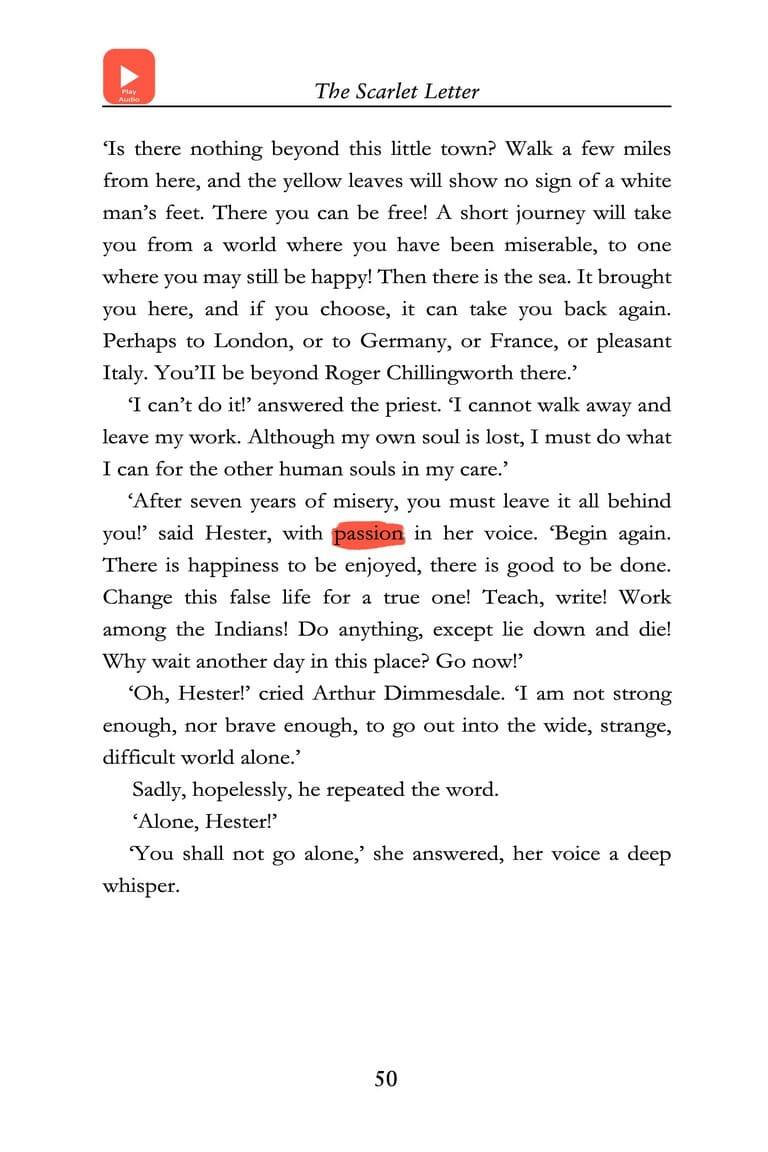 Play
Audio
The Scarlet Letter
‘Is there nothing beyond this little town? Walk a few miles
from here, and the yellow leaves will show no sign of a white
man’s feet. There you can be free! A short journey will take
you from a world where you have been miserable, to one
where you may still be happy! Then there is the sea. It brought
you here, and if you choose, it can take you back again.
Perhaps to London, or to Germany, or France, or pleasant
Italy. You’II be beyond Roger Chillingworth there.’
‘I can’t do it!’ answered the priest. ‘I cannot walk away and
leave my work. Although my own soul is lost, I must do what
I can for the other human souls in my care.’
‘After seven years of misery, you must leave it all behind
you!’ said Hester, with passion in her voice. ‘Begin again.
There is happiness to be enjoyed, there is good to be done.
Change this false life for a true one! Teach, write! Work
among the Indians! Do anything, except lie down and die!
Why wait another day in this place? Go now!’
‘Oh, Hester!’ cried Arthur Dimmesdale. ‘I am not strong
enough, nor brave enough, to go out into the wide, strange,
difficult world alone.’
Sadly, hopelessly, he repeated the word.
‘Alone, Hester!’
‘You shall not go alone,’ she answered, her voice a deep
whisper.
50